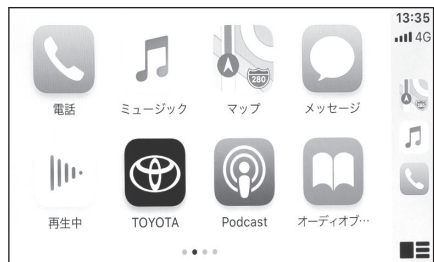 13:35
4G
電話
ミュージック
マップ
メッセージ
280
再生中
TOYOTA
Podcast
オーディオブ…